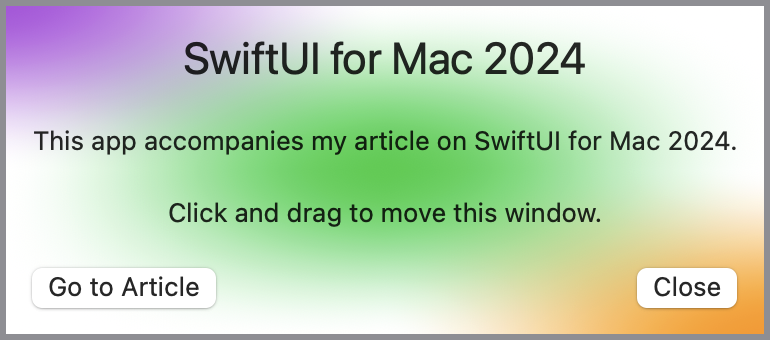 SwiftUI for Mac 2024
This app accompanies my article on SwiftUI for Mac 2024.
Click and drag to move this window.
Go to Article
Close